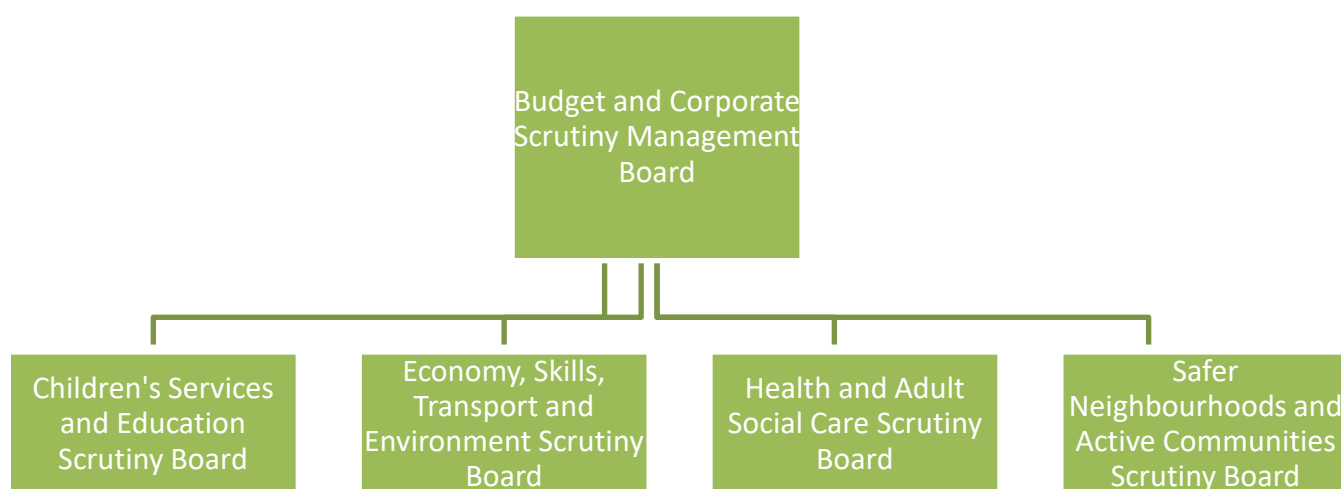 Budget and Corporate
Scrutiny Management
Board
Children's Services
and Education
Scrutiny Board
Economy, Skills,
Transport and
Environment Scrutiny
Board
Health and Adult
Social Care Scrutiny
Board
Safer
Neighbourhoods and
Active Communities
Scrutiny Board